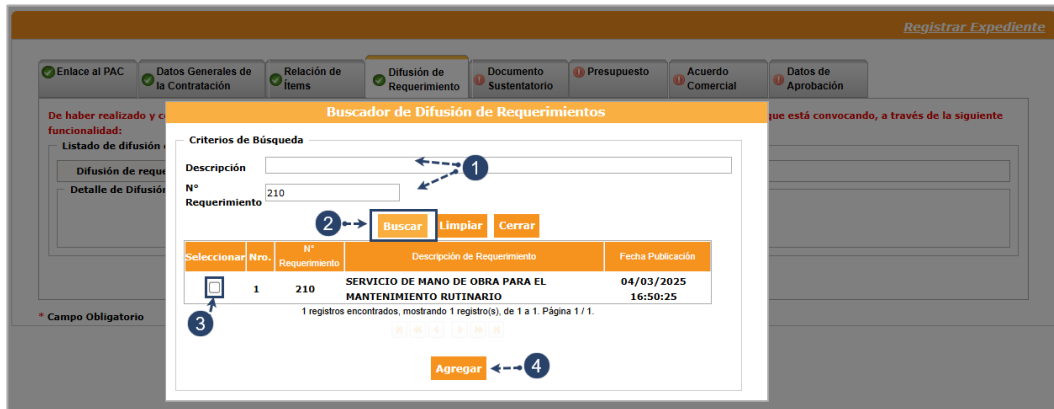 Registrar Expediente
Enlace al PAC
Datos Generales de
la Contratación
Relación de
Ítems
Difusión de
Requerimiento
Documento
Sustentatorio
Presupuesto
Acuerdo
Comercial
Datos de
Aprobación
De haber realizado y
que está convocando, a través de la siguiente
funcionalidad:
Listado de difusión
Difusión de reque
Detalle de Difusión
Buscador de Difusión de Requerimientos
Criterios de Búsqueda
Descripción
1
N°
Requerimiento
210
2
Buscar
Limpiar
Cerrar
Seleccionar
Nro.
N°
Requerimiento
Descripción de Requerimiento
Fecha Publicación
1
210
SERVICIO DE MANO DE OBRA PARA EL
MANTENIMIENTO RUTINARIO
04/03/2025
16:50:25
3
1 registros encontrados, mostrando 1 registro(s), de 1 a 1. Página 1 / 1.
* Campo Obligatorio
Agregar
4